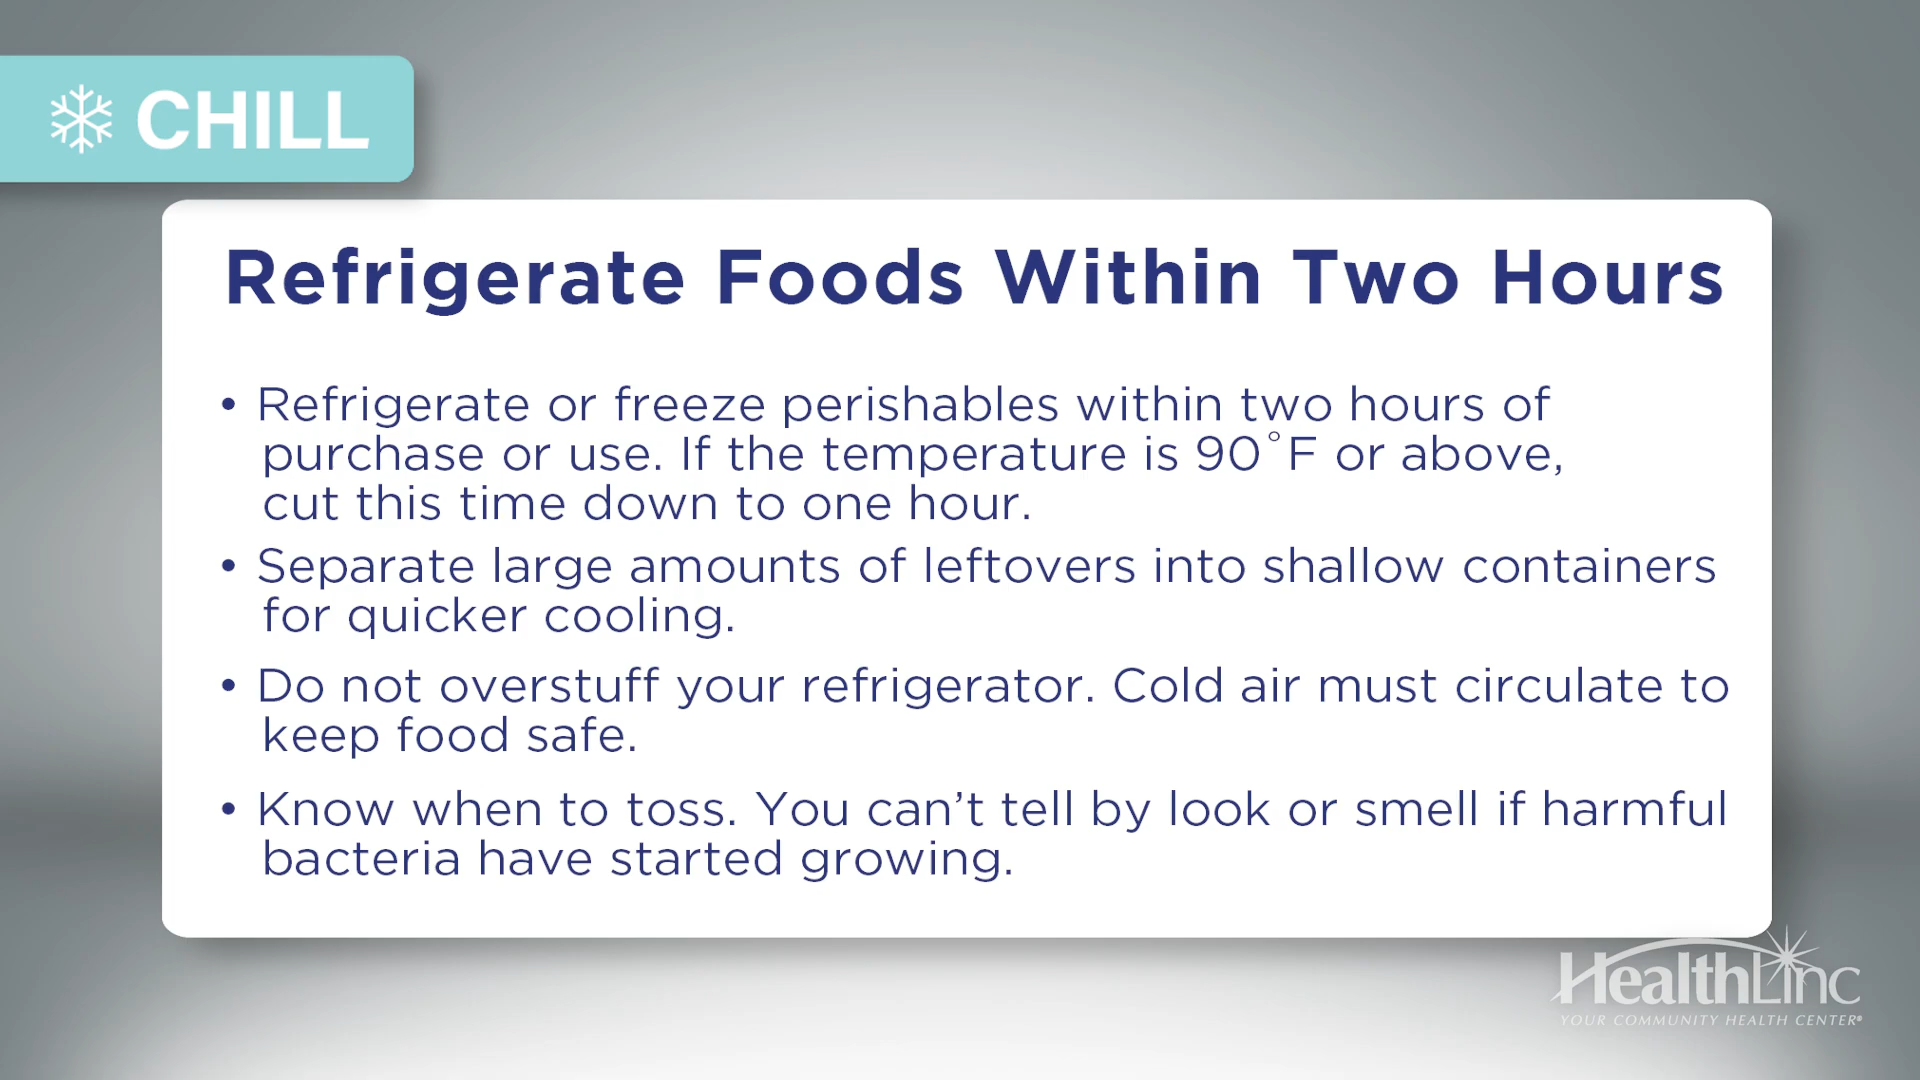 CHILL
Refrigerate Foods Within Two Hours
• Refrigerate or freeze perishables within two hours of
purchase or use. If the temperature is 90°F or above,
cut this time down to one hour.
• Separate large amounts of leftovers into shallow containers
for quicker cooling.
• Do not overstuff your refrigerator. Cold air must circulate to
keep food safe.
• Know when to toss. You can’t tell by look or smell if harmful
bacteria have started growing.
HealthLinc
YOUR COMMUNITY HEALTH CENTER®